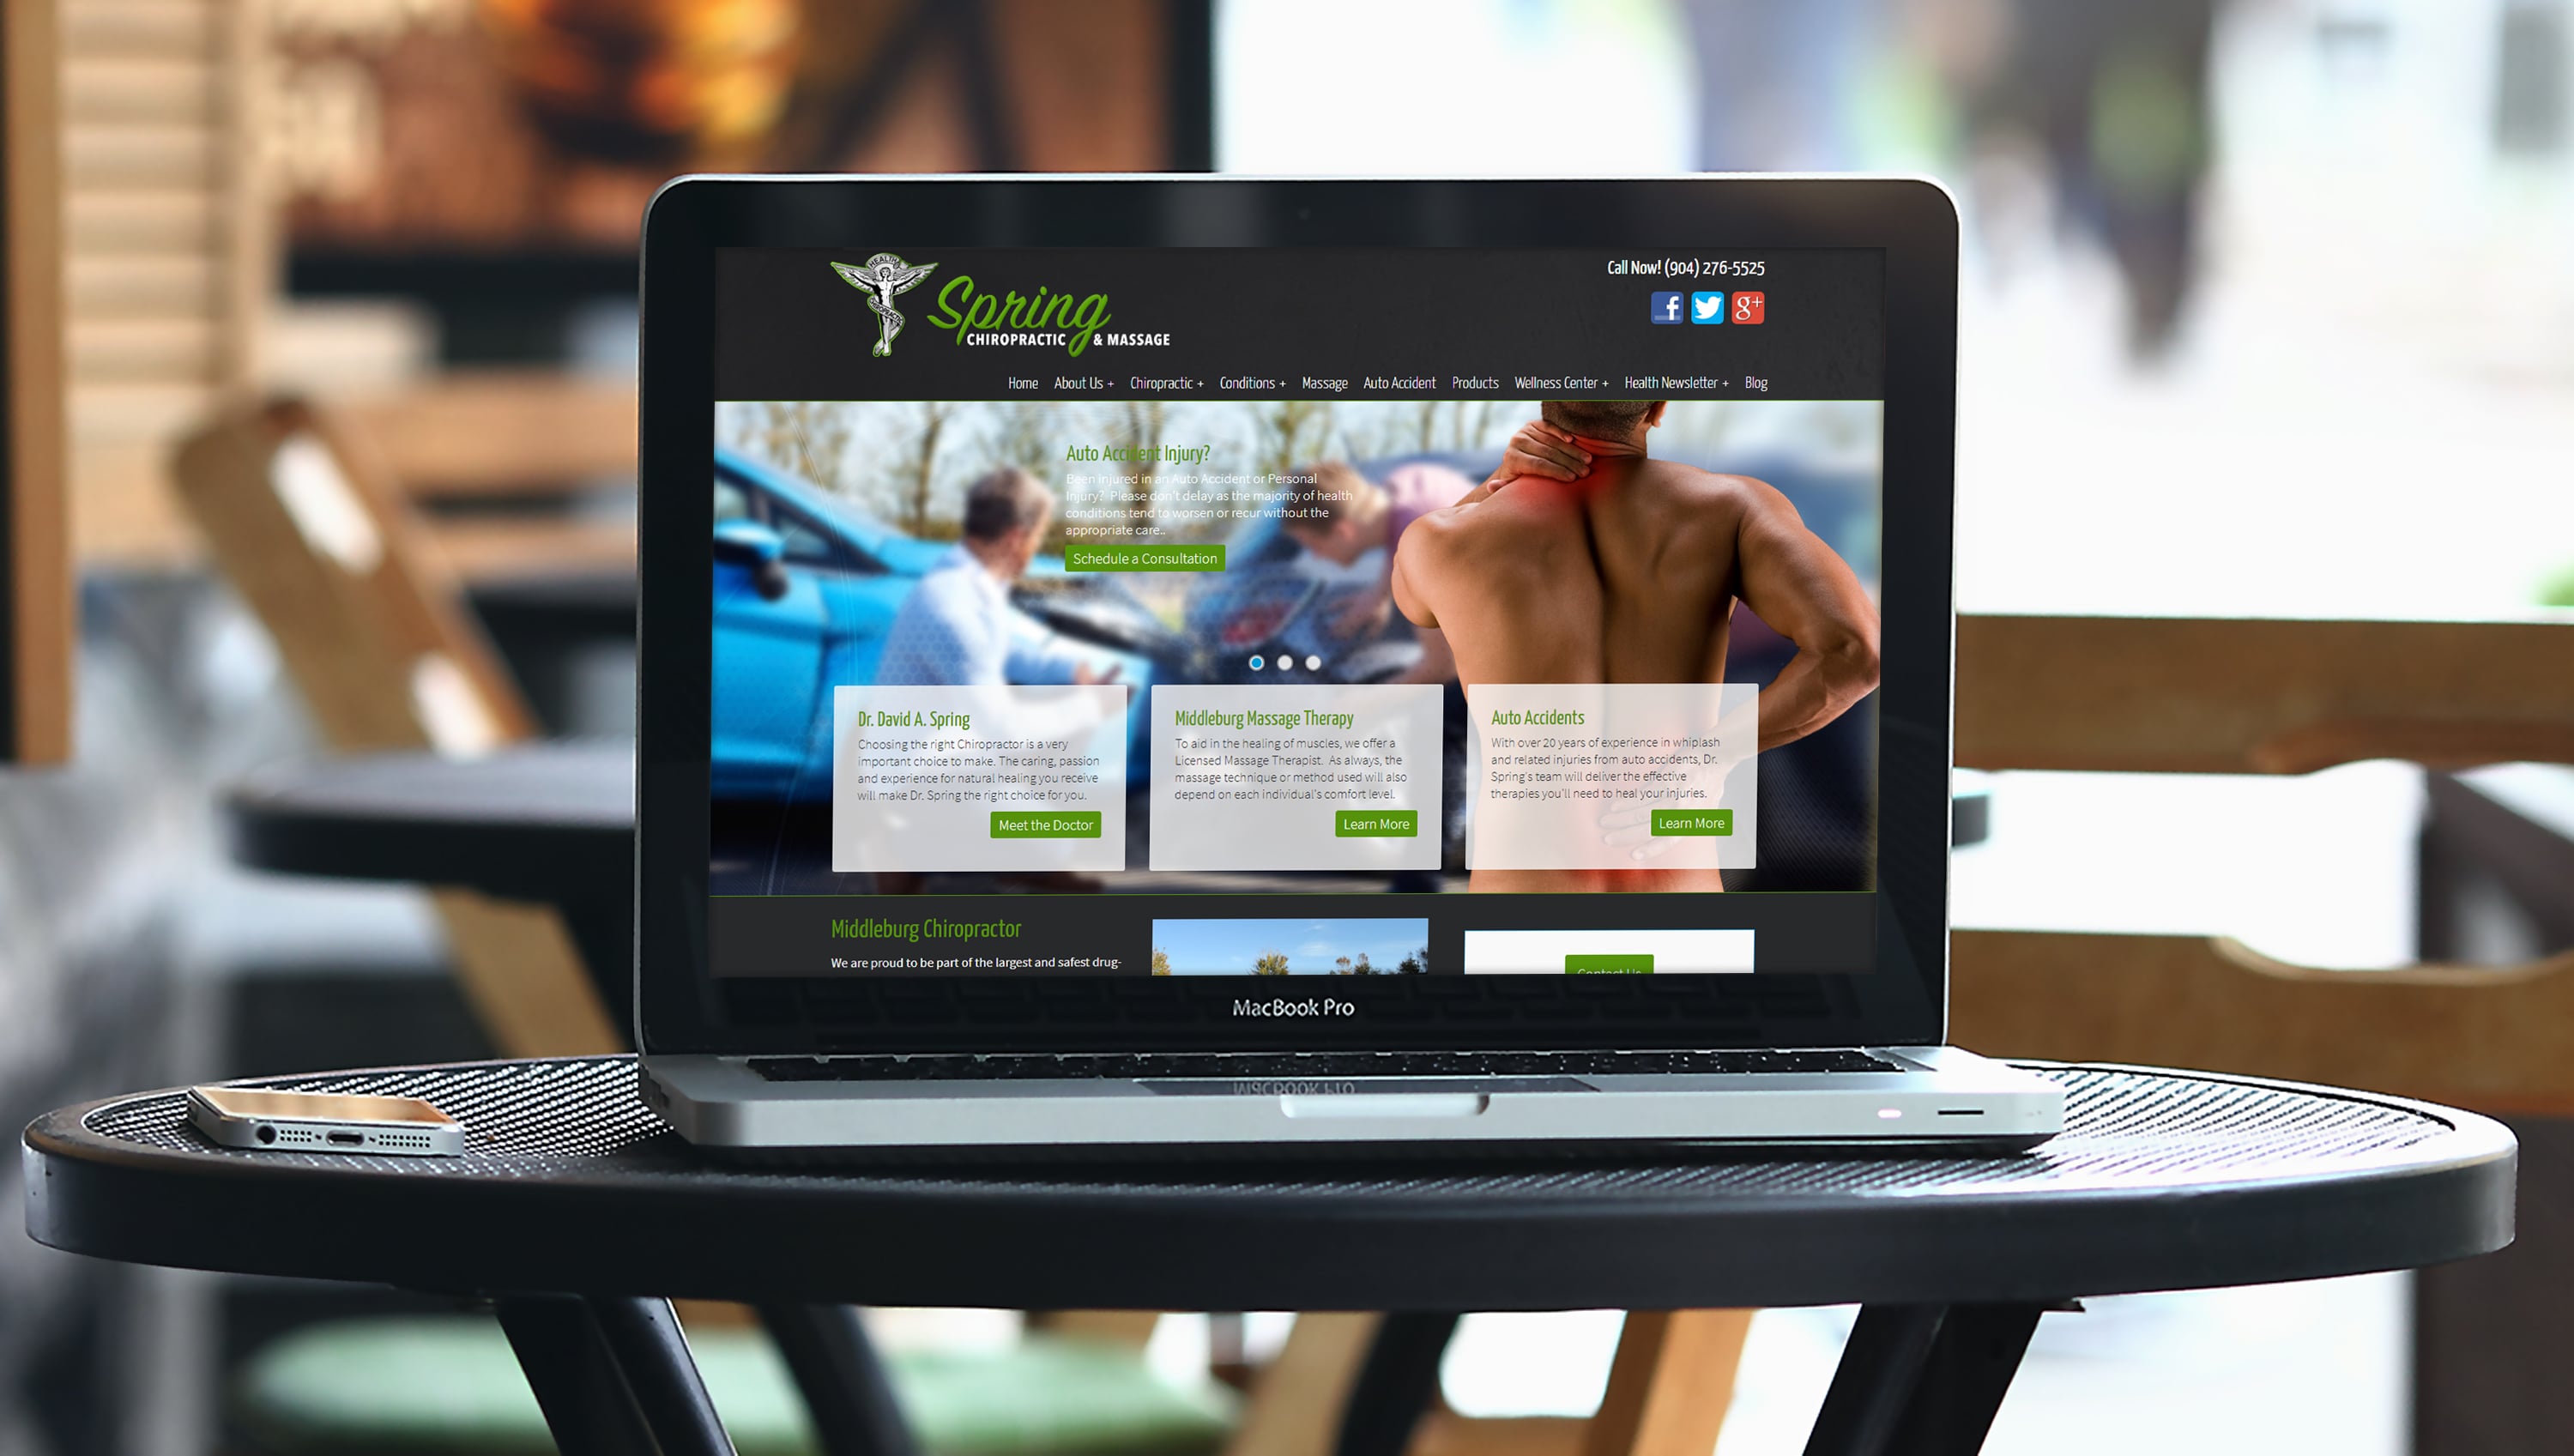 HEALTH
Spring
CHIROPRACTIC & MASSAGE
Call Now! (904) 276-5525
f
g+
Home About Us + Chiropractic + Conditions + Massage Auto Accident Products Wellness Center + Health Newsletter + Blog
Auto Accident Injury?
Been injured in an Auto Accident or Personal
Injury? Please don't delay as the majority of health
conditions tend to worsen or recur without the
appropriate care..
Schedule a Consultation
Dr. David A. Spring
Choosing the right Chiropractor is a very
important choice to make. The caring, passion
and experience for natural healing you receive
will make Dr. Spring the right choice for you.
Meet the Doctor
Middleburg Massage Therapy
To aid in the healing of muscles, we offer a
Licensed Massage Therapist. As always, the
massage technique or method used will also
depend on each individual's comfort level.
Learn More
Auto Accidents
With over 20 years of experience in whiplash
and related injuries from auto accidents, Dr.
Spring's team will deliver the effective
therapies you'll need to heal your injuries.
Learn More
Middleburg Chiropractor
We are proud to be part of the largest and safest drug-
Contact Us
MacBook Pro